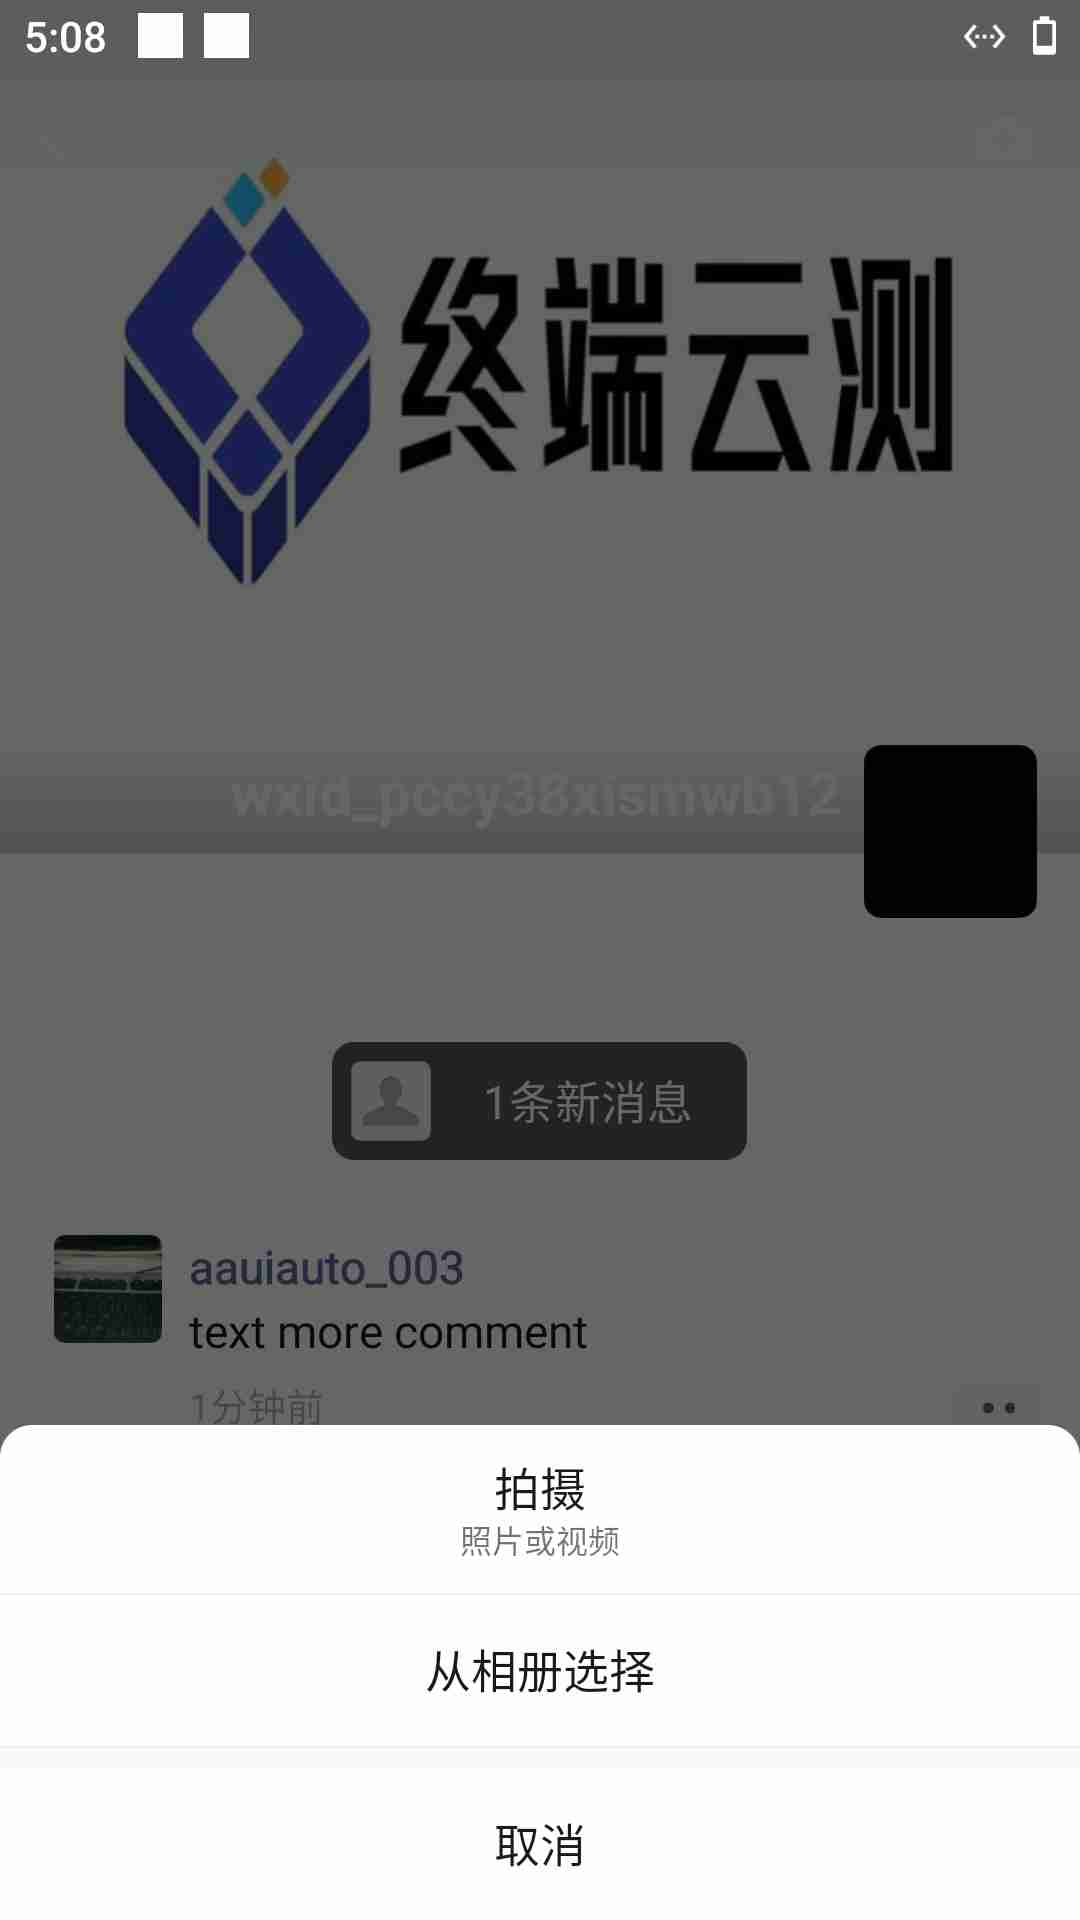 5:08
终端云测
wxid_pccy38xismwb12
1条新消息
aauiauto_003
text more comment
1分钟前
拍摄
照片或视频
从相册选择
取消